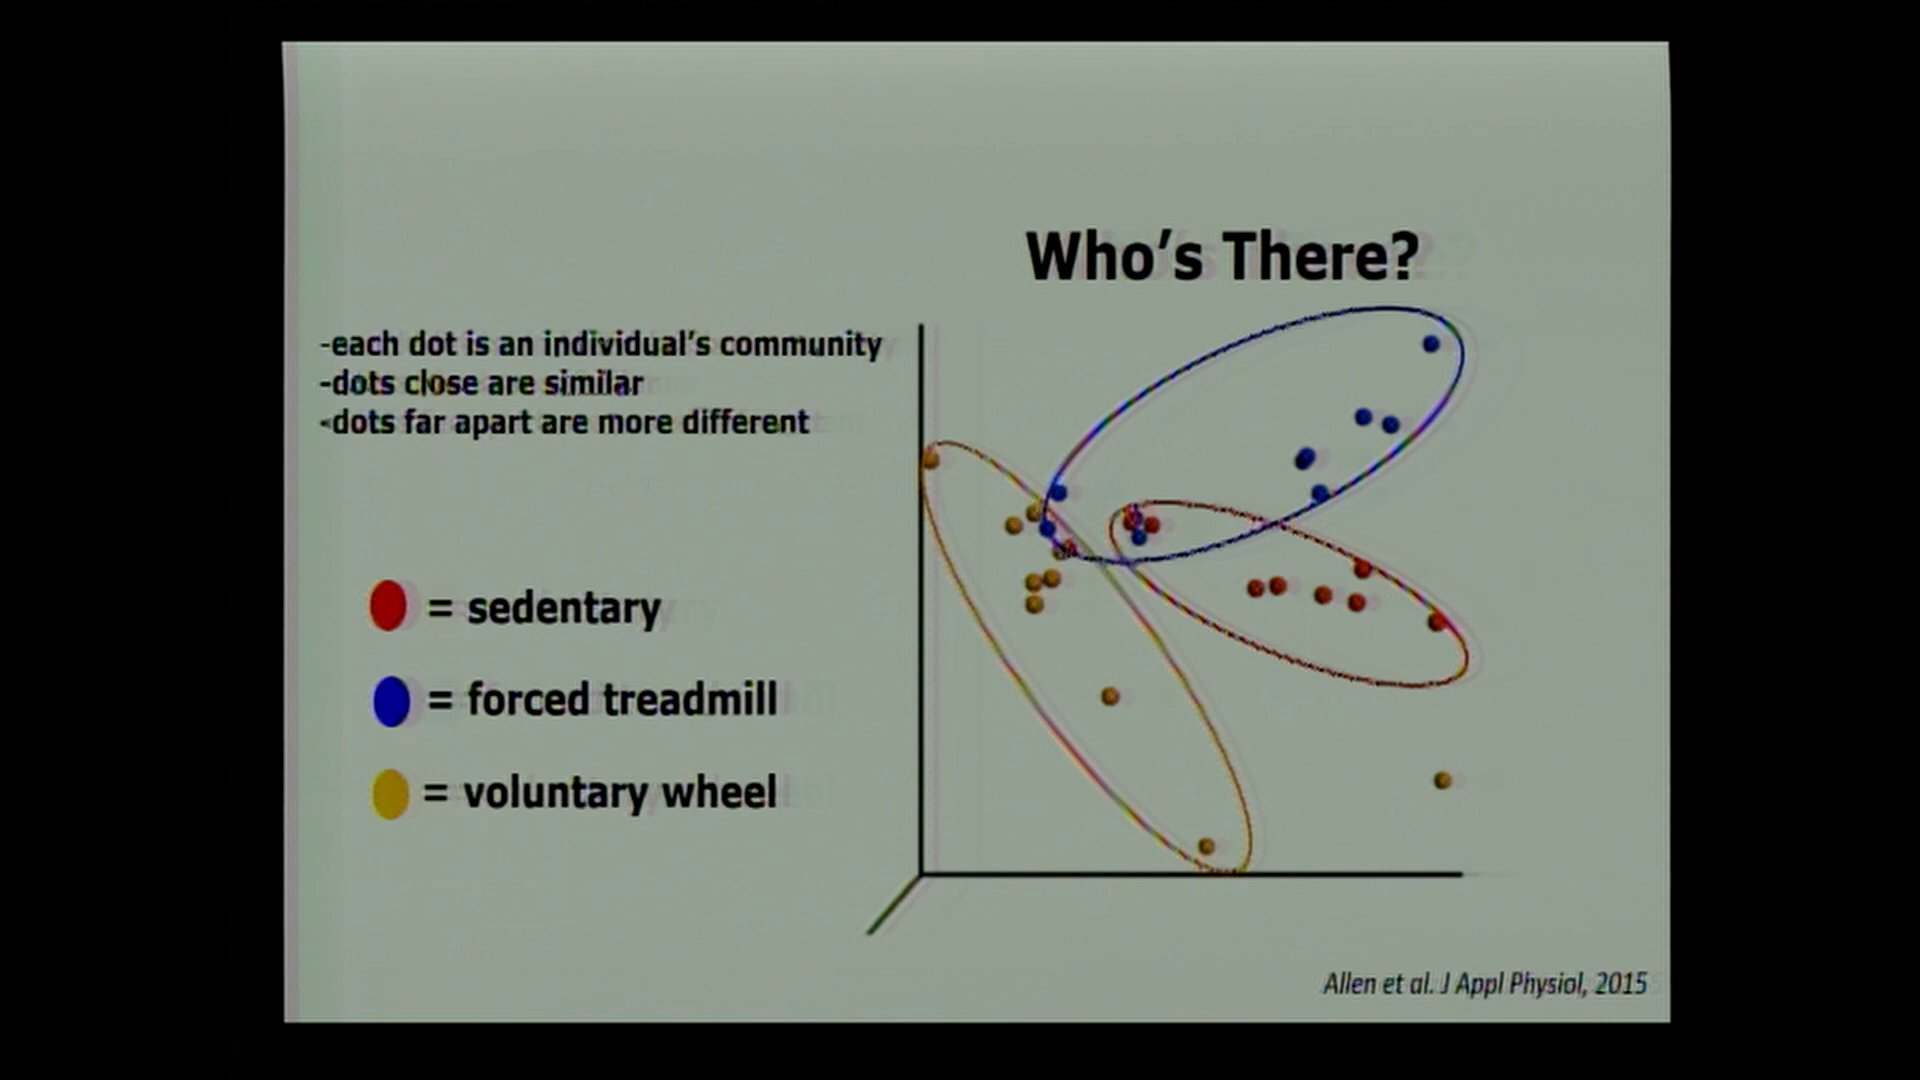 Who's There?
-each dot is an individual's community
-dots close are similar
-dots far apart are more different
= sedentary
= forced treadmill
= voluntary wheel
Allen et al. J Appl Physiol, 2015